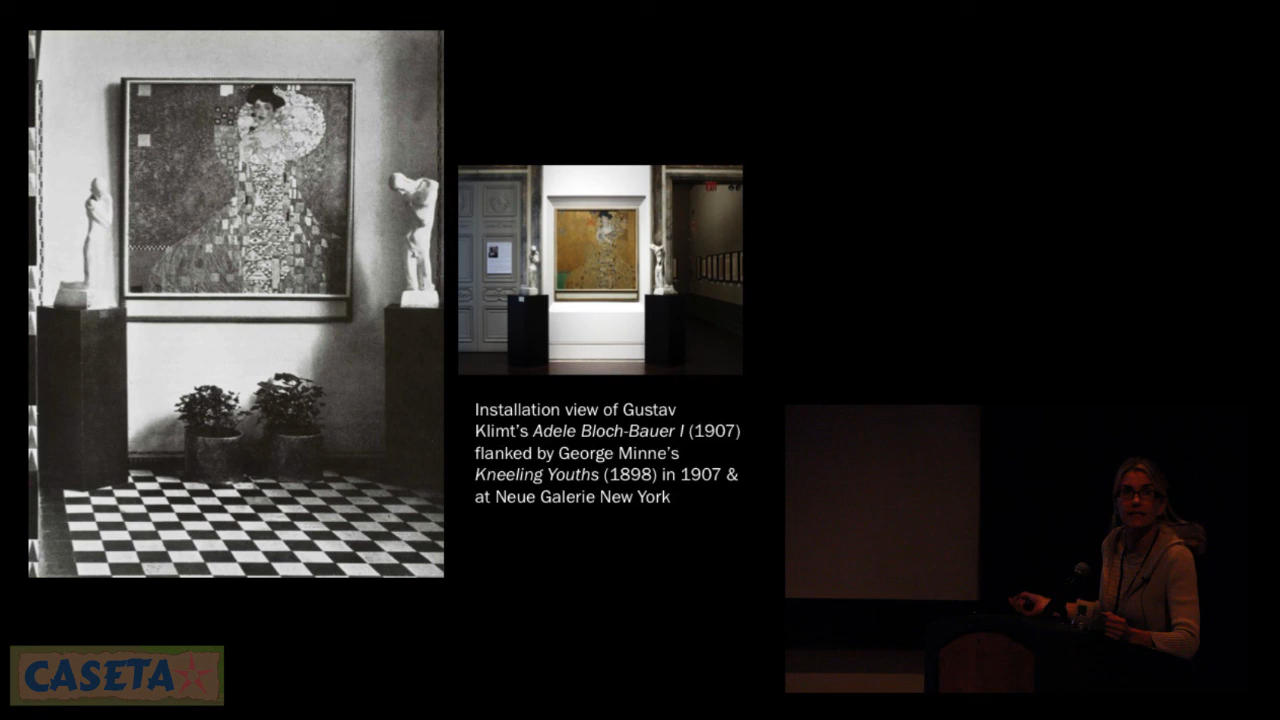 Installation view of Gustav
Klimt's Adele Bloch-Bauer I (1907)
flanked by George Minne's
Kneeling Youths (1898) in 1907 &
at Neue Galerie New York
CASETA